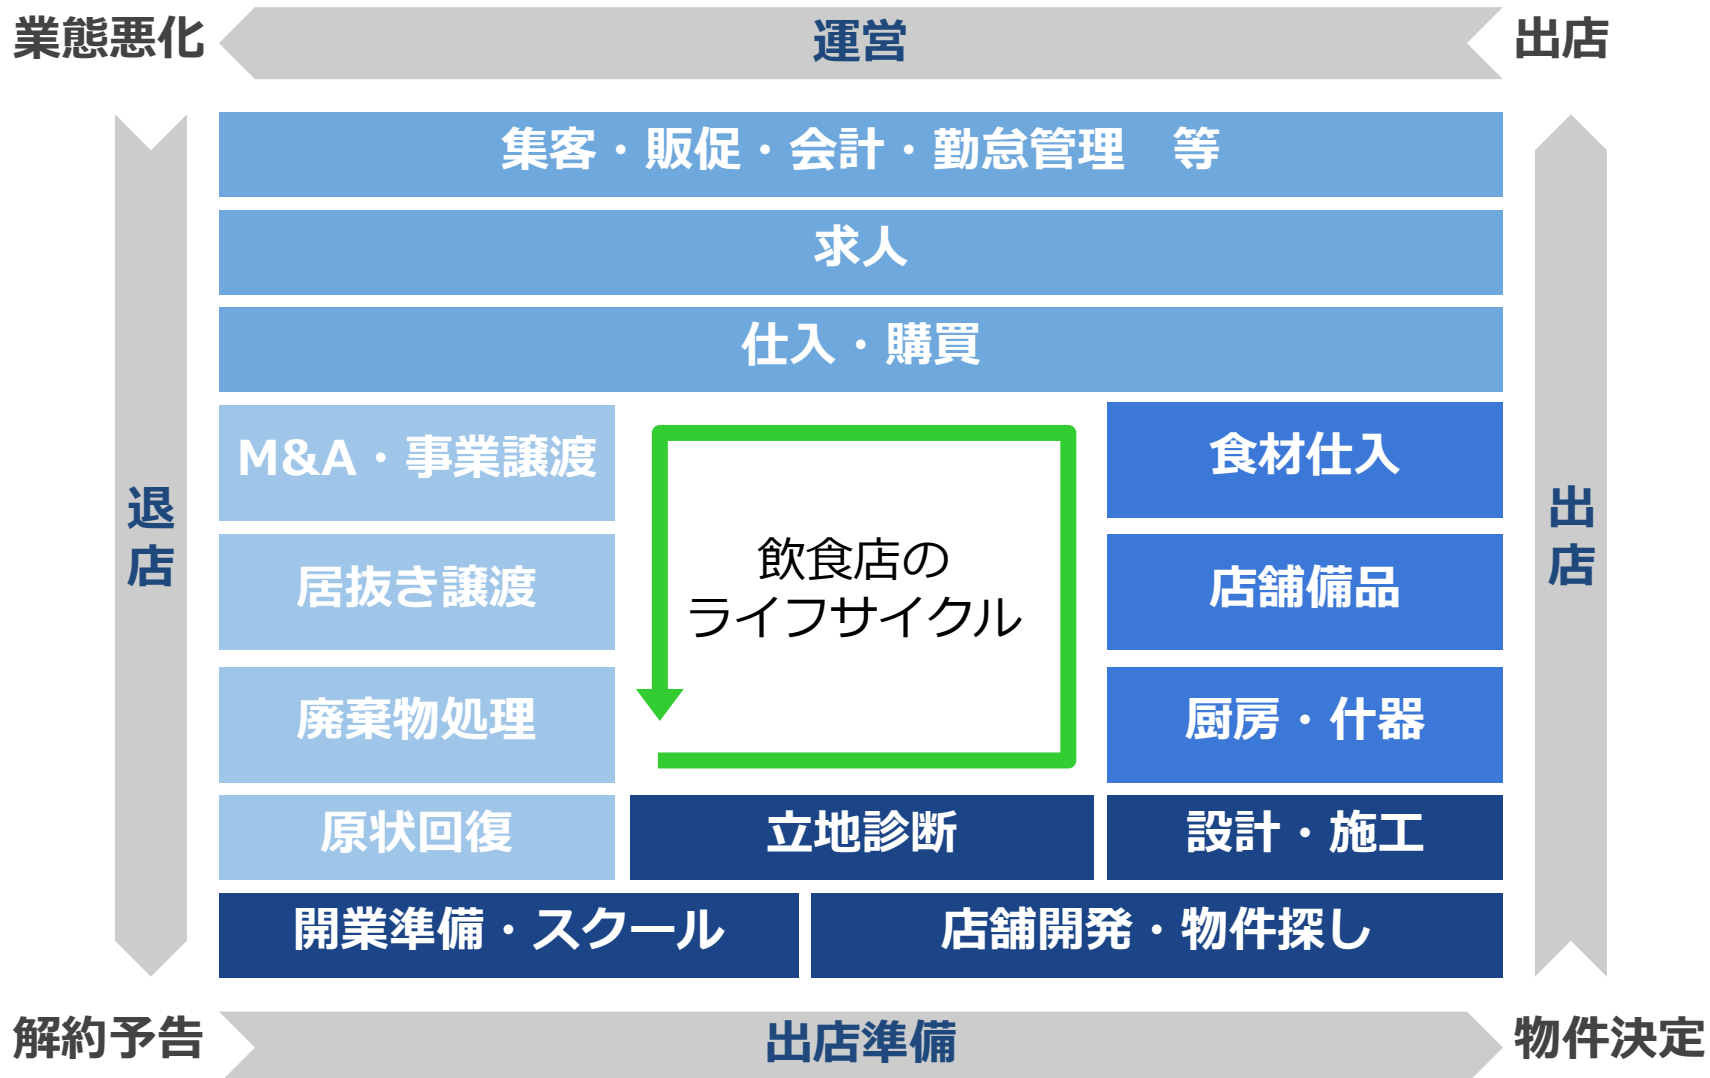 業態悪化
運営
出店
集客・販促・会計・勤怠管理　等
求人
仕入・購買
M&A・事業譲渡
食材仕入
退店
飲食店の
ライフサイクル
出店
居抜き譲渡
店舗備品
廃棄物処理
厨房・什器
原状回復
立地診断
設計・施工
開業準備・スクール
店舗開発・物件探し
解約予告
出店準備
物件決定